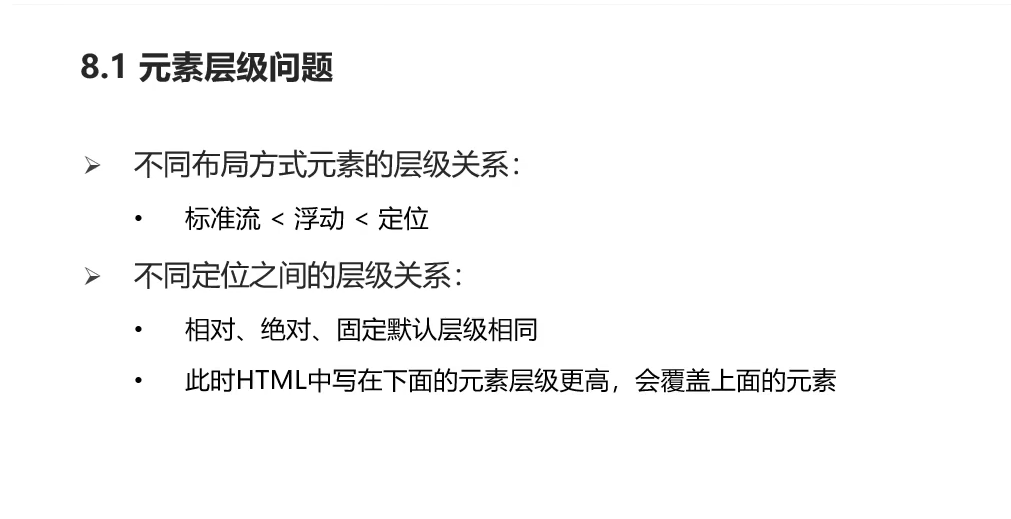 8.1 元素层级问题
➢ 不同布局方式元素的层级关系：
• 标准流 < 浮动 < 定位
➢ 不同定位之间的层级关系：
• 相对、绝对、固定默认层级相同
• 此时HTML中写在下面的元素层级更高，会覆盖上面的元素